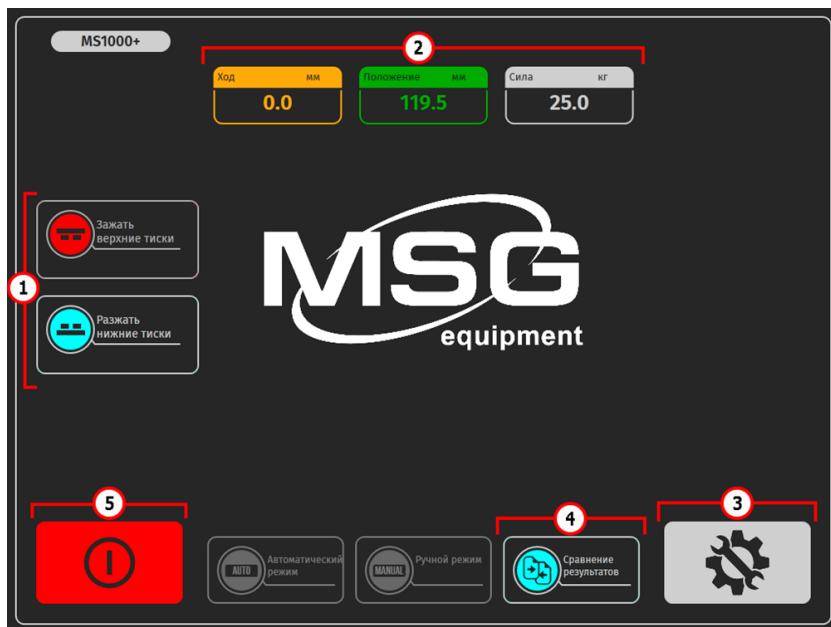 MS1000+
2
Ход мм
0.0
Положение мм
119.5
Сила кг
25.0
1
Зажать
верхние тиски
Разжать
нижние тиски
MSG
equipment
5
AUTO
Автоматический
режим
MANUAL
Ручной режим
4
Сравнение
результатов
3